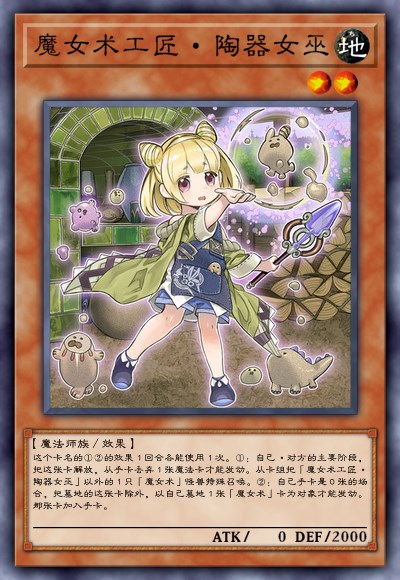 魔女术工匠・陶器女巫 地
【魔法师族／效果】
这个卡名的①②的效果1回合各能使用1次。①：自己・对方的主要阶段，
把这张卡解放，从手卡丢弃1张魔法卡才能发动。从卡组把「魔女术工匠・
陶器女巫」以外的1只「魔女术」怪兽特殊召唤。②：自己手卡是0张的场
合，把墓地的这张卡除外，以自己墓地1张「魔女术」卡为对象才能发动。
那张卡加入手卡。
ATK/ 0 DEF/2000